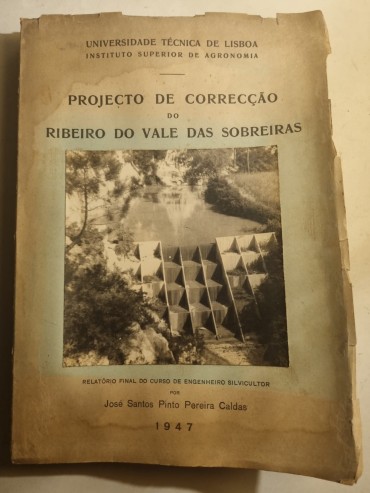 UNIVERSIDADE TÉCNICA DE LISBOA
INSTITUTO SUPERIOR DE AGRONOMIA
PROJECTO DE CORRECÇÃO
DO
RIBEIRO DO VALE DAS SOBREIRAS
RELATÓRIO FINAL DO CURSO DE ENGENHEIRO SILVICULTOR
POR
José Santos Pinto Pereira Caldas
1947